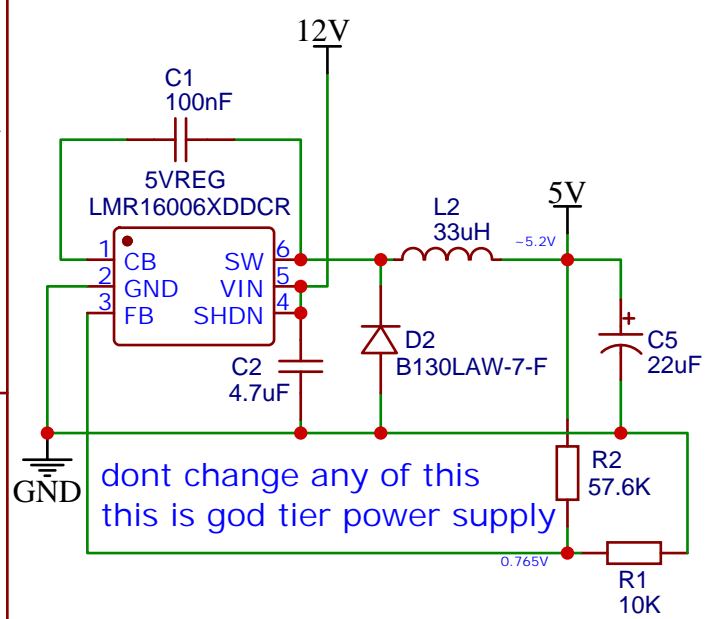 12V
C1
100nF
5VREG
LMR16006XDDCR
1 CB SW 6
2 GND VIN 5
3 FB SHDN 4
C2
4.7uF
L2
33uH
5V
~5.2V
D2
B130LAW-7-F
+
C5
22uF
GND
dont change any of this
this is god tier power supply
R2
57.6K
0.765V
R1
10K